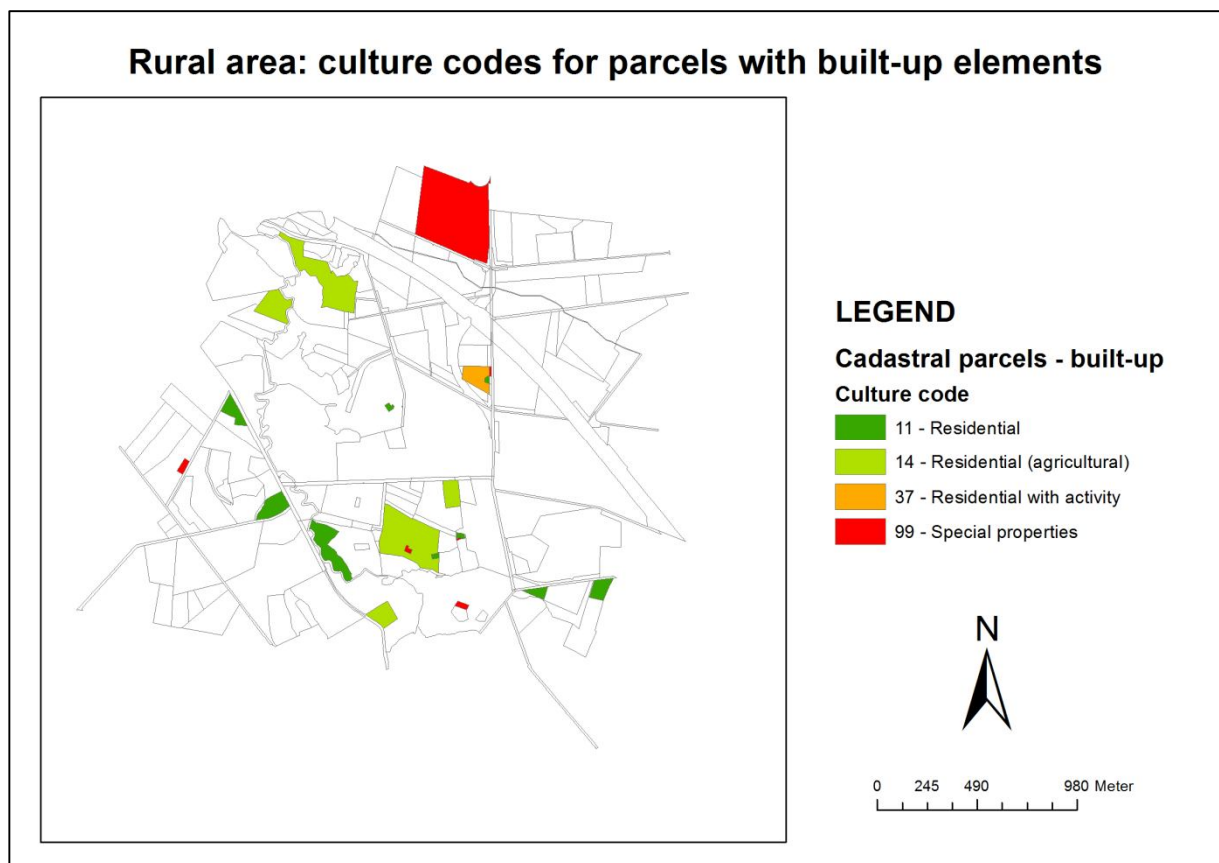 Rural area: culture codes for parcels with built-up elements
LEGEND
Cadastral parcels - built-up
Culture code
11 - Residential
14 - Residential (agricultural)
37 - Residential with activity
99 - Special properties
N
0 245 490 980 Meter